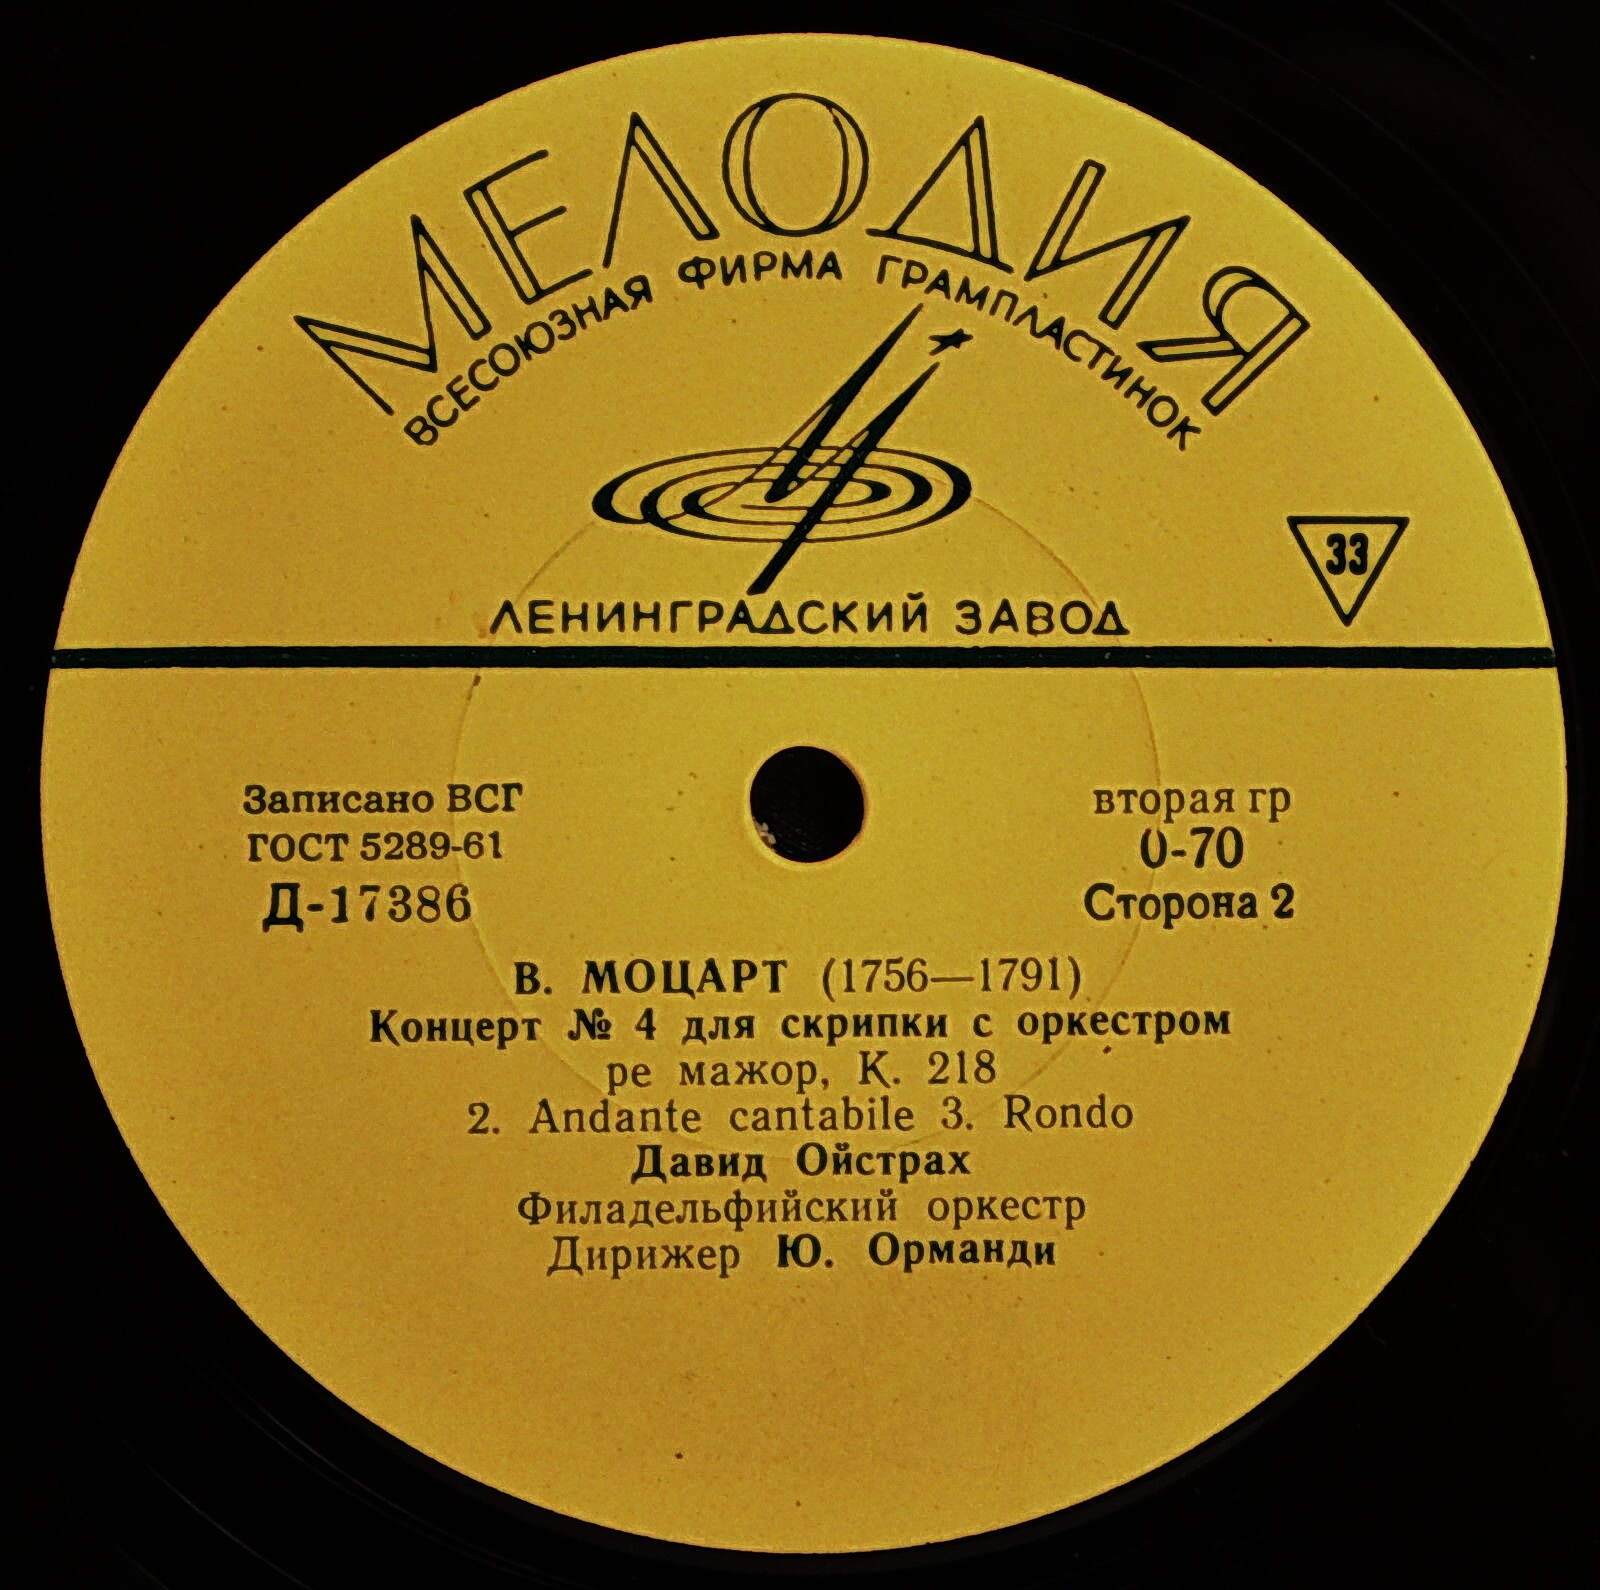 МЕЛОДИЯ
ВСЕСОЮЗНАЯ ФИРМА ГРАМПЛАСТИНОК
33
ЛЕНИНГРАДСКИЙ ЗАВОД
Записано ВСГ
ГОСТ 5289-61
Д-17386
вторая гр
0-70
Сторона 2
В. МОЦАРТ (1756—1791)
Концерт № 4 для скрипки с оркестром
ре мажор, К. 218
2. Andante cantabile 3. Rondo
Давид Ойстрах
Филадельфийский оркестр
Дирижер Ю. Орманди